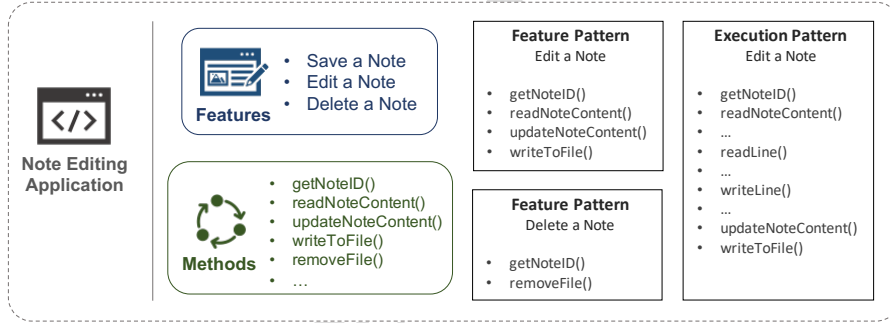 Note Editing
Application
Features
• Save a Note
• Edit a Note
• Delete a Note
Methods
• getNoteID()
• readNoteContent()
• updateNoteContent()
• writeToFile()
• removeFile()
• ...
Feature Pattern
Edit a Note
• getNoteID()
• readNoteContent()
• updateNoteContent()
• writeToFile()
Feature Pattern
Delete a Note
• getNoteID()
• removeFile()
Execution Pattern
Edit a Note
• getNoteID()
• readNoteContent()
• ...
• readLine()
• ...
• writeLine()
• ...
• updateNoteContent()
• writeToFile()